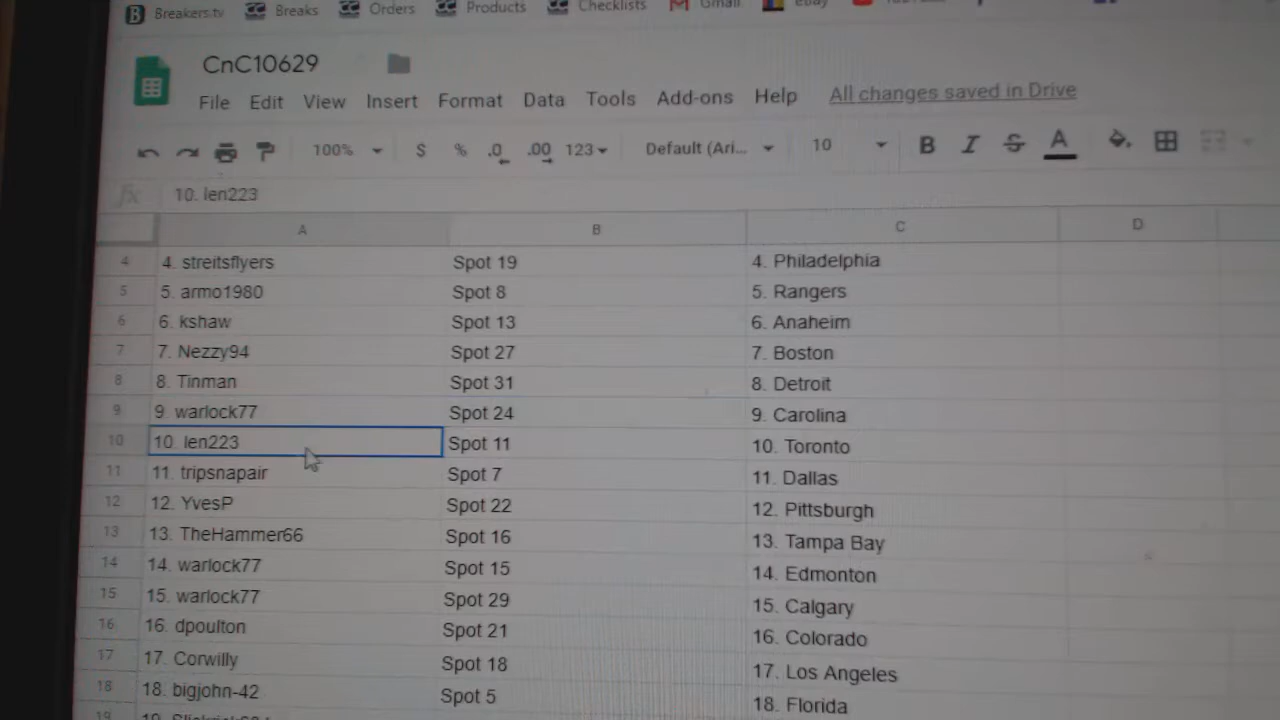 Breakers.tv Breaks Orders Products Checklists Gmail eBay
CnC10629
File Edit View Insert Format Data Tools Add-ons Help All changes saved in Drive
100% $ % .0 .00 123 Default (Ari... 10 B I S A
fx 10. len223
A B C D
4 4. streitsflyers Spot 19 4. Philadelphia
5 5. armo1980 Spot 8 5. Rangers
6 6. kshaw Spot 13 6. Anaheim
7 7. Nezzy94 Spot 27 7. Boston
8 8. Tinman Spot 31 8. Detroit
9 9. warlock77 Spot 24 9. Carolina
10 10. len223 Spot 11 10. Toronto
11 11. tripsnapair Spot 7 11. Dallas
12 12. YvesP Spot 22 12. Pittsburgh
13 13. TheHammer66 Spot 16 13. Tampa Bay
14 14. warlock77 Spot 15 14. Edmonton
15 15. warlock77 Spot 29 15. Calgary
16 16. dpoulton Spot 21 16. Colorado
17 17. Corwilly Spot 18 17. Los Angeles
18 18. bigjohn-42 Spot 5 18. Florida
19 19.